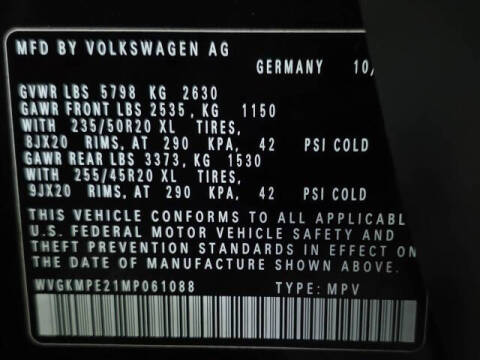 MFD BY VOLKSWAGEN AG
GERMANY 10/
GVWR LBS 5798 KG 2630
GAWR FRONT LBS 2535, KG 1150
WITH 235/50R20 XL TIRES,
8JX20 RIMS, AT 290 KPA, 42 PSI COLD
GAWR REAR LBS 3373, KG 1530
WITH 255/45R20 XL TIRES,
9JX20 RIMS, AT 290 KPA, 42 PSI COLD
THIS VEHICLE CONFORMS TO ALL APPLICABL
U.S. FEDERAL MOTOR VEHICLE SAFETY AND
THEFT PREVENTION STANDARDS IN EFFECT ON
THE DATE OF MANUFACTURE SHOWN ABOVE.
WVGKMPE21MP061088 TYPE: MPV